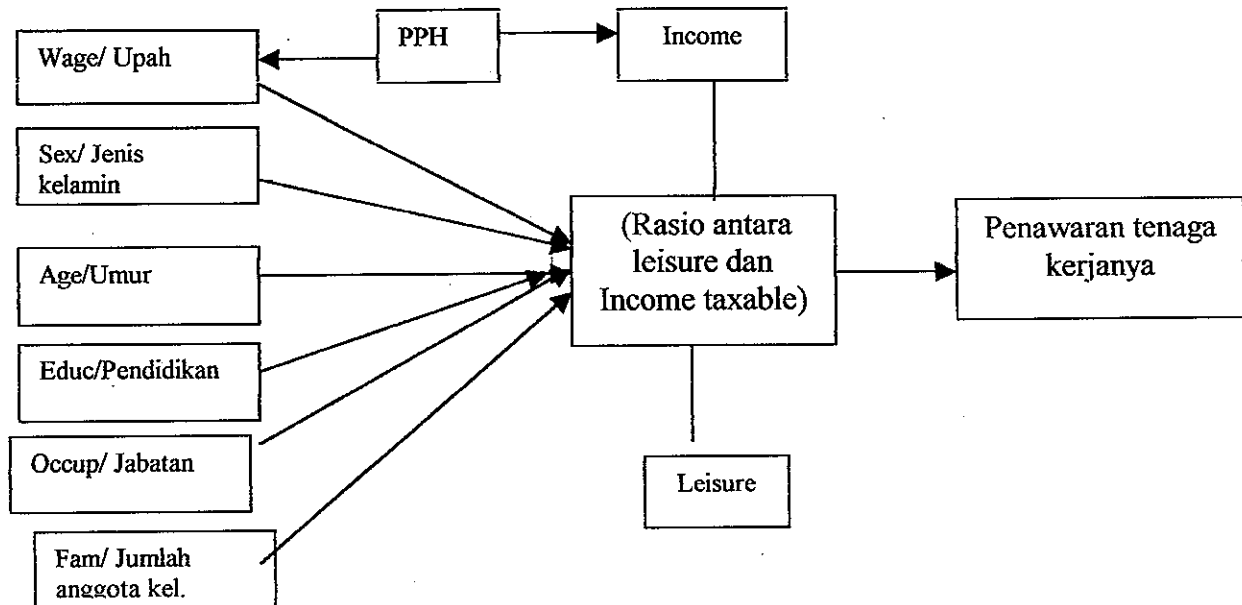 PPH
Income
Wage/ Upah
Sex/ Jenis
kelamin
Age/Umur
Educ/Pendidikan
Occup/ Jabatan
Fam/ Jumlah
anggota kel.
(Rasio antara
leisure dan
Income taxable)
Leisure
Penawaran tenaga
kerjanya